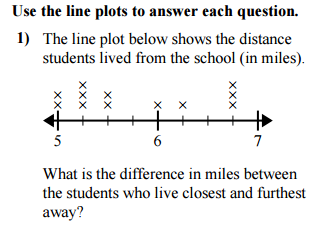 Use the line plots to answer each question.
1) The line plot below shows the distance
students lived from the school (in miles).
5 6 7
What is the difference in miles between
the students who live closest and furthest
away?